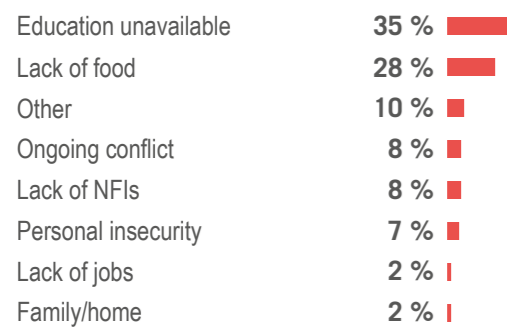 Education unavailable 35 %
Lack of food 28 %
Other 10 %
Ongoing conflict 8 %
Lack of NFIs 8 %
Personal insecurity 7 %
Lack of jobs 2 %
Family/home 2 %